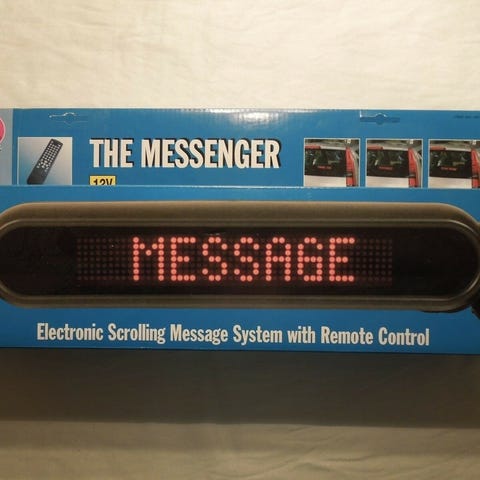 THE MESSENGER
12V
MESSAGE
Electronic Scrolling Message System with Remote Control